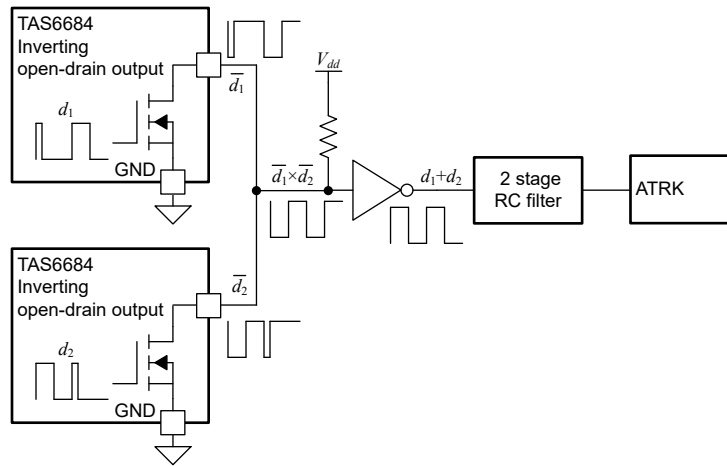 TAS6684
Inverting
open-drain output
d₁
GND
d̅₁
V_dd
d̅₁×d̅₂
d₁+d₂
2 stage
RC filter
ATRK
TAS6684
Inverting
open-drain output
d₂
GND
d̅₂